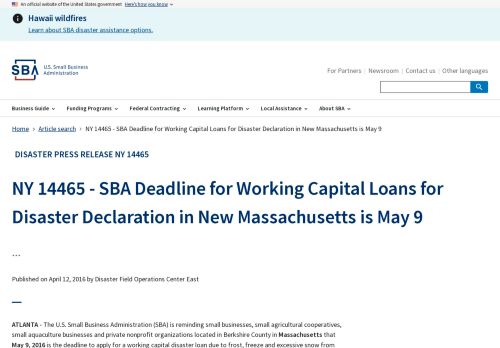 An official website of the United States government Here's how you know
Hawaii wildfires
Learn about SBA disaster assistance options.
SBA U.S. Small Business Administration
For Partners | Newsroom | Contact us | Other languages
Business Guide Funding Programs Federal Contracting Learning Platform Local Assistance About SBA
Home › Article search › NY 14465 - SBA Deadline for Working Capital Loans for Disaster Declaration in New Massachusetts is May 9
DISASTER PRESS RELEASE NY 14465
NY 14465 - SBA Deadline for Working Capital Loans for
Disaster Declaration in New Massachusetts is May 9
...
Published on April 12, 2016 by Disaster Field Operations Center East
ATLANTA - The U.S. Small Business Administration (SBA) is reminding small businesses, small agricultural cooperatives,
small aquaculture businesses and private nonprofit organizations located in Berkshire County in Massachusetts that
May 9, 2016 is the deadline to apply for a working capital disaster loan due to frost, freeze and excessive snow from